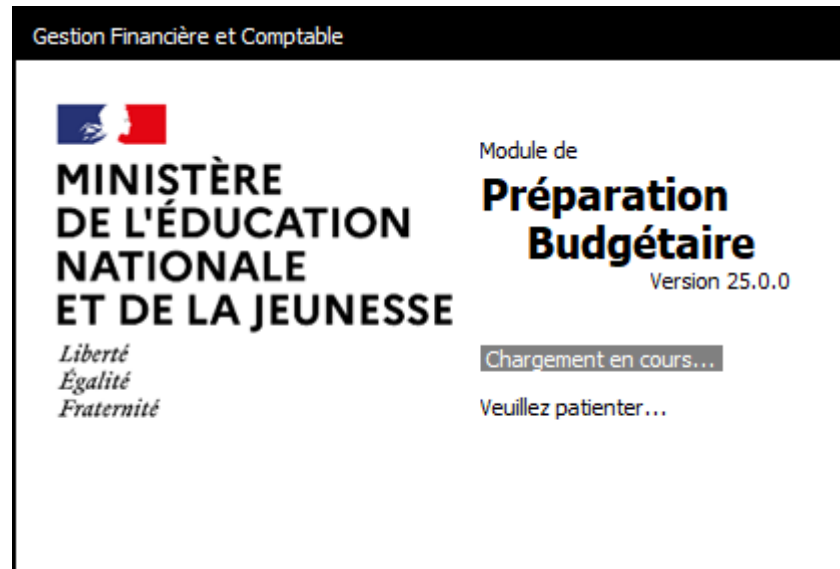 Gestion Financière et Comptable
MINISTÈRE
DE L'ÉDUCATION
NATIONALE
ET DE LA JEUNESSE
Liberté
Égalité
Fraternité
Module de
Préparation
Budgétaire
Version 25.0.0
Chargement en cours...
Veuillez patienter...